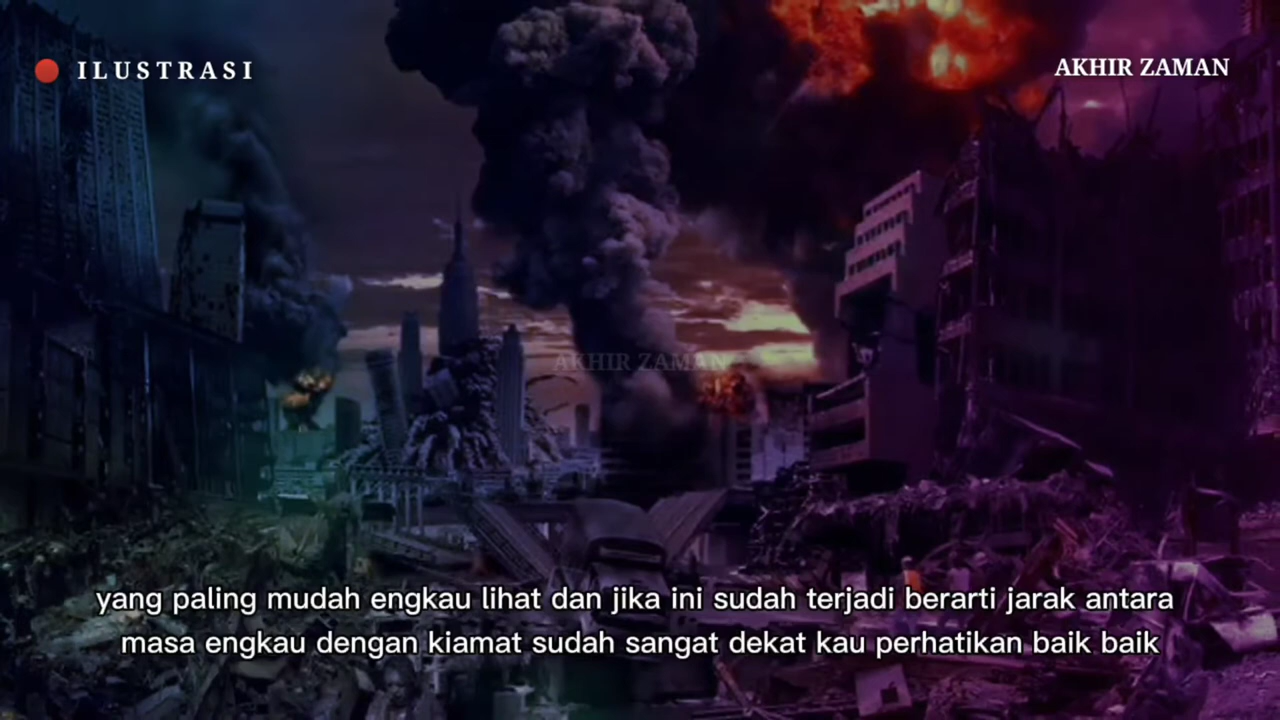 ILUSTRASI
AKHIR ZAMAN
AKHIR ZAMAN
yang paling mudah engkau lihat dan jika ini sudah terjadi berarti jarak antara
masa engkau dengan kiamat sudah sangat dekat kau perhatikan baik baik